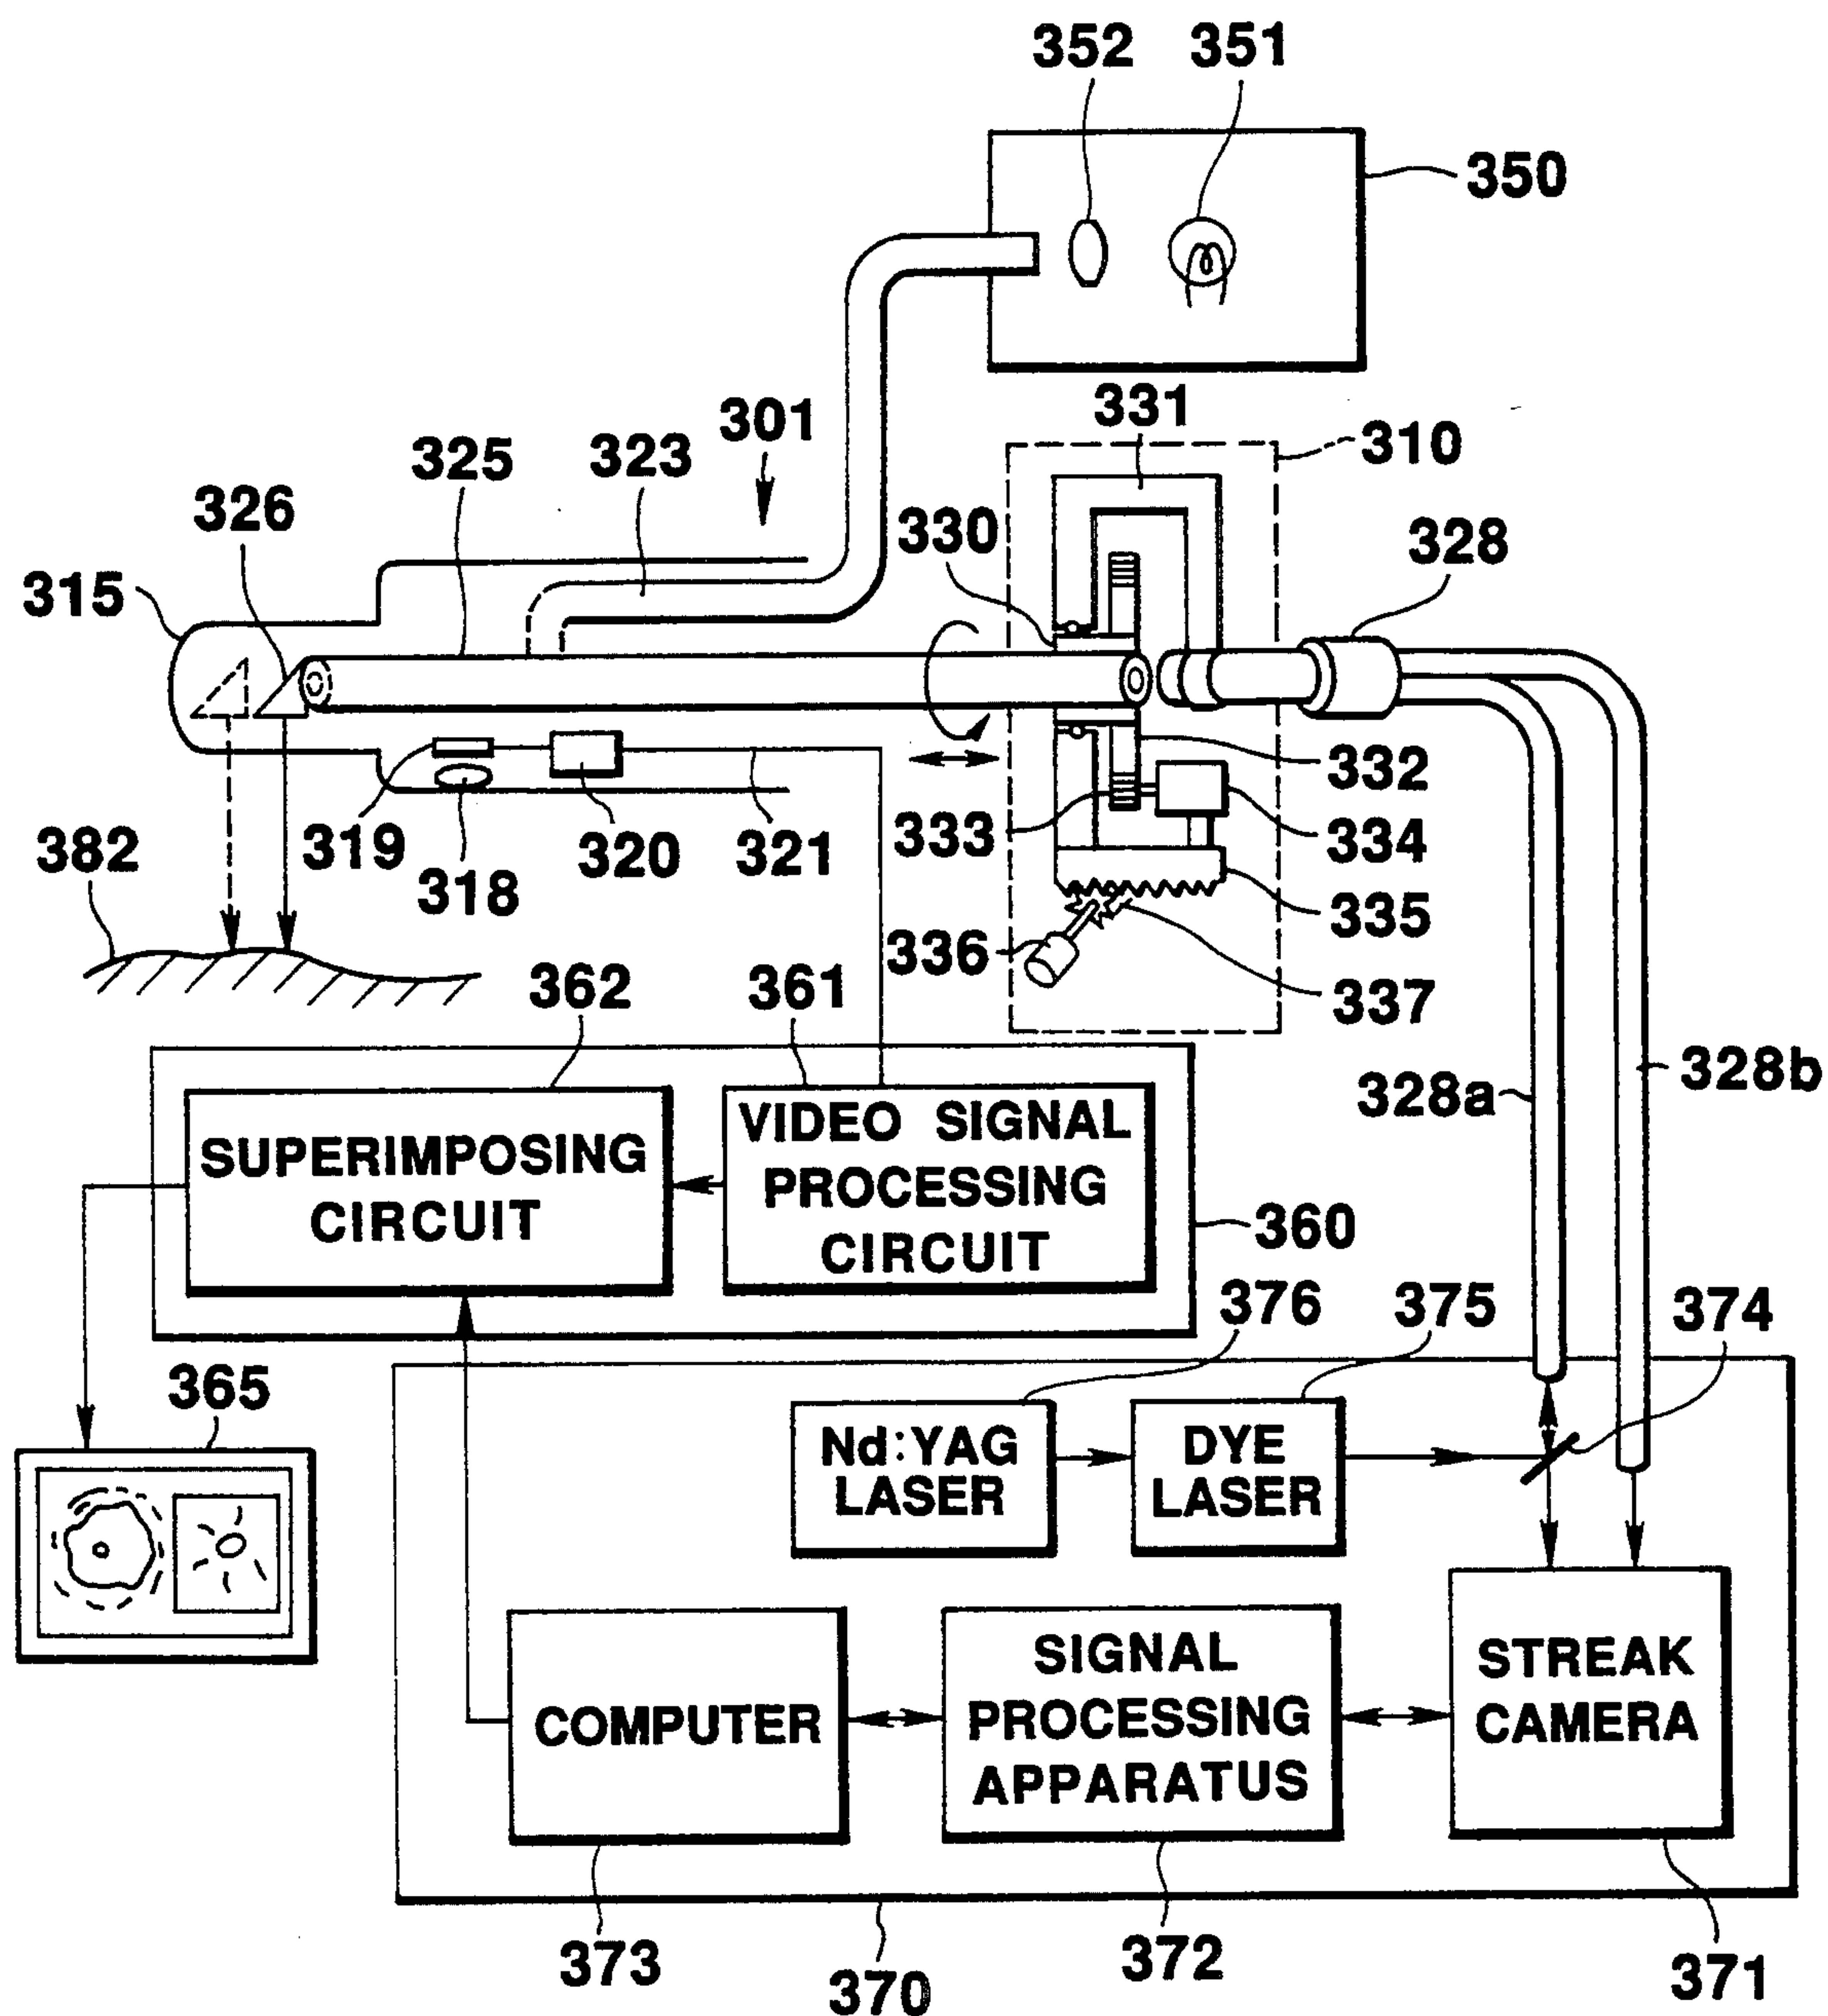 352 351
350
331
301
310
325 323
326
330
328
315
332
333
334
319
320 321
382
318
335
336
337
362 361
328b
328a
SUPERIMPOSING
CIRCUIT
VIDEO SIGNAL
PROCESSING
CIRCUIT
360
376 375 374
365
Nd:YAG
LASER
DYE
LASER
COMPUTER
SIGNAL
PROCESSING
APPARATUS
STREAK
CAMERA
373
370
372
371